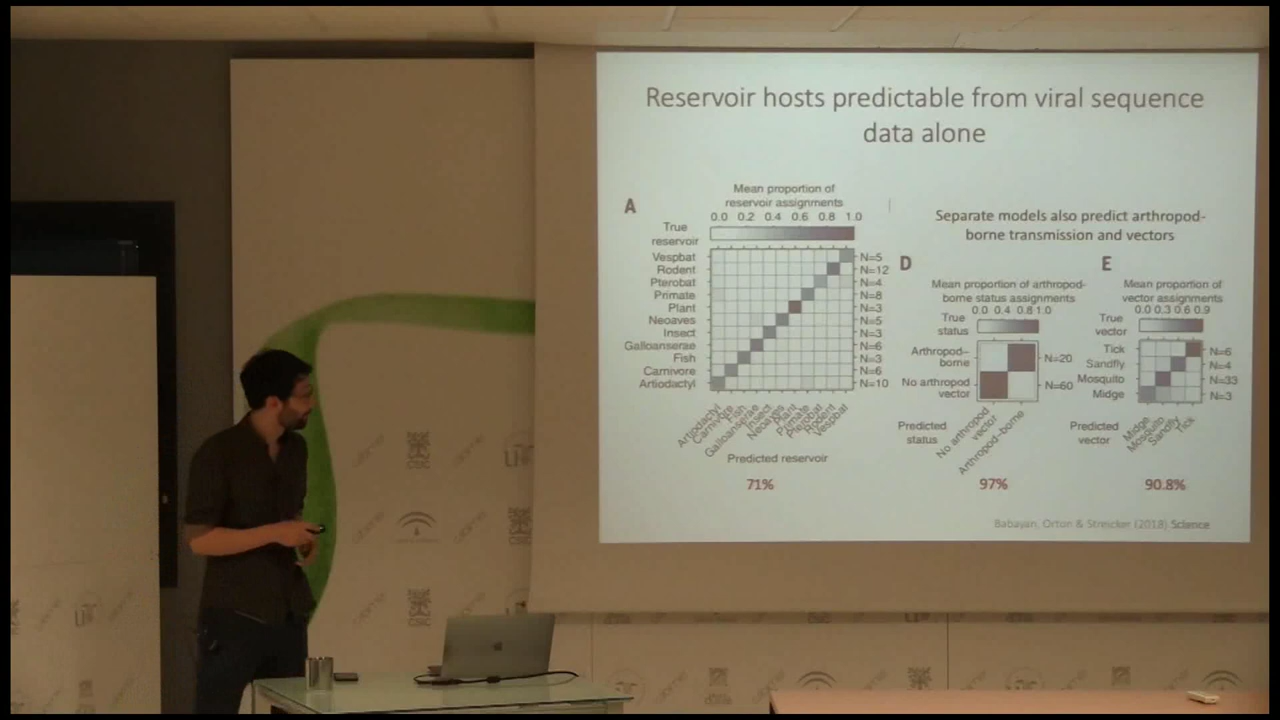 Reservoir hosts predictable from viral sequence
data alone
A
Mean proportion of
reservoir assignments
0.0 0.2 0.4 0.6 0.8 1.0
True
reservoir
Vespbat N=5
Rodent N=12
Pterobat N=4
Primate N=8
Plant N=3
Neoaves N=5
Insect N=3
Galloanserae N=6
Fish N=3
Carnivore N=6
Artiodactyl N=10
Artiodactyl
Carnivore
Fish
Galloanserae
Insect
Neoaves
Plant
Primate
Pterobat
Rodent
Vespbat
Predicted reservoir
71%
Separate models also predict arthropod-
borne transmission and vectors
D
Mean proportion of arthropod-
borne status assignments
0.0 0.4 0.8 1.0
True
status
Arthropod-
borne N=20
No arthropod
vector N=60
Predicted
status
No arthropod
vector
Arthropod-borne
97%
E
Mean proportion of
vector assignments
0.0 0.3 0.6 0.9
True
vector
Tick N=6
Sandfly N=4
Mosquito N=33
Midge N=3
Predicted
vector
Midge
Mosquito
Sandfly
Tick
90.8%
Babayan, Orton & Streicker (2018) Science
CSIC